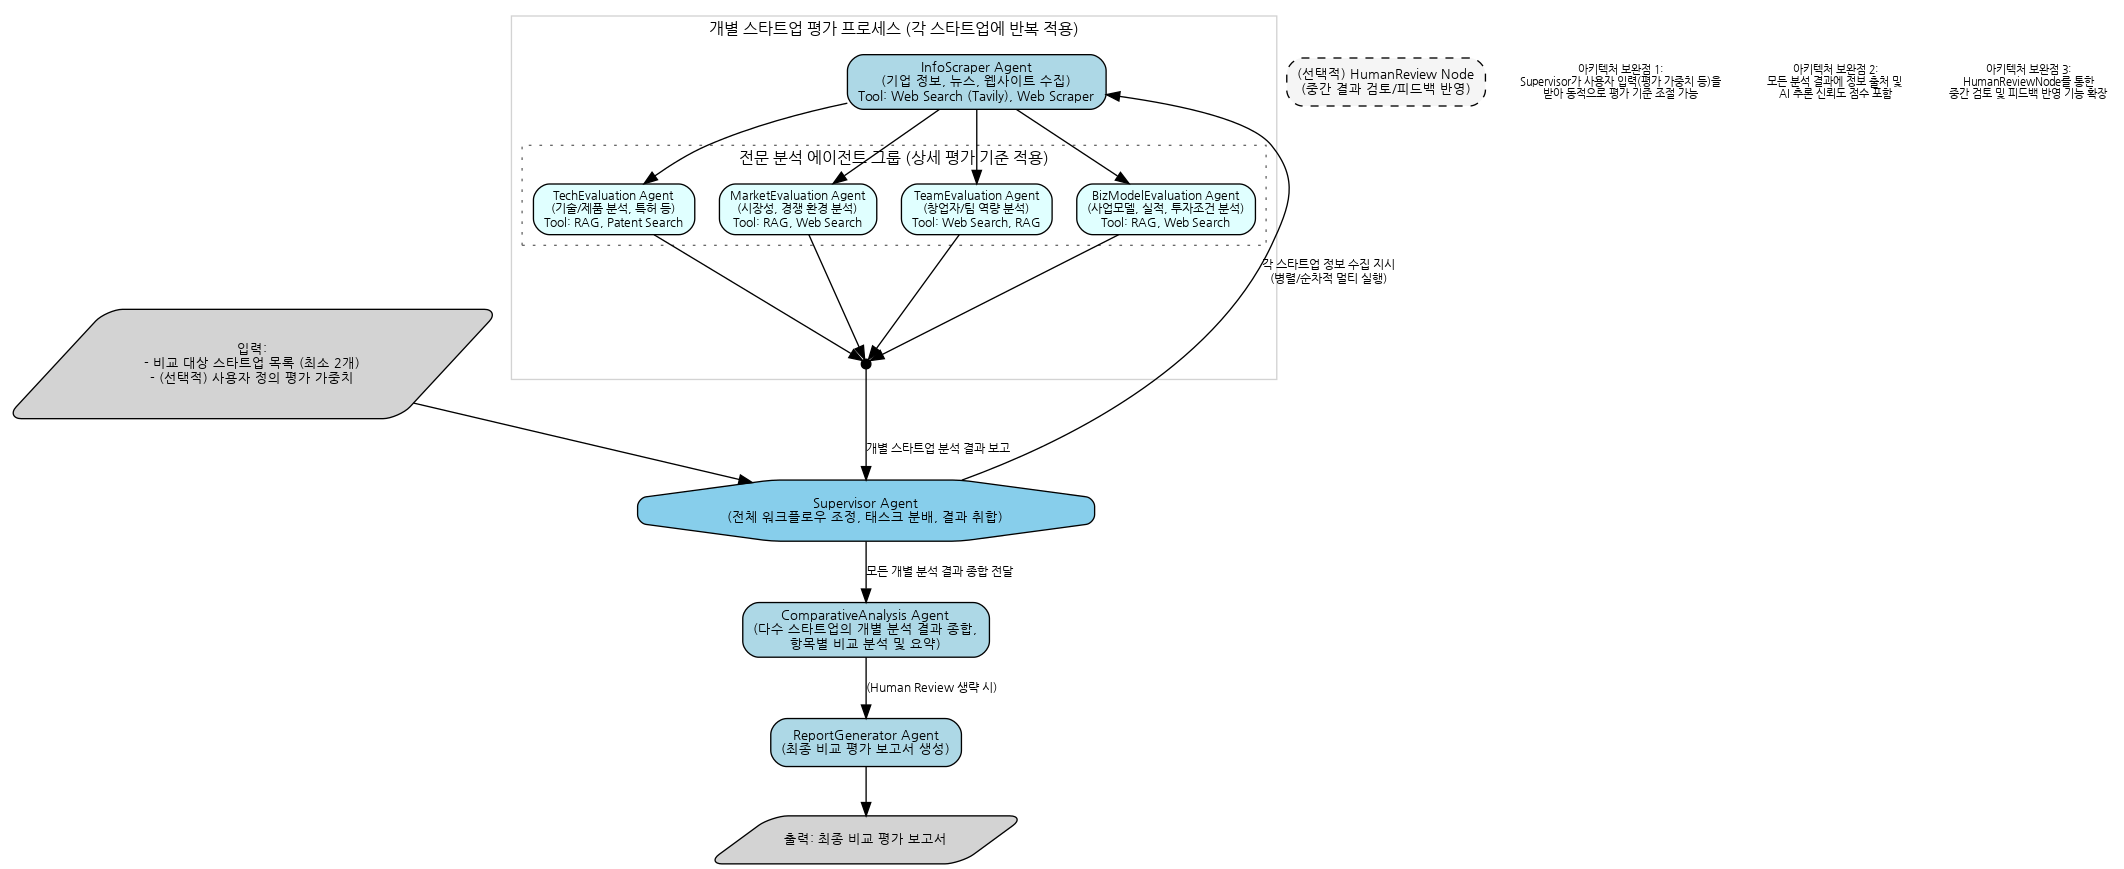 개별 스타트업 평가 프로세스 (각 스타트업에 반복 적용)
InfoScraper Agent
(기업 정보, 뉴스, 웹사이트 수집)
Tool: Web Search (Tavily), Web Scraper
(선택적) HumanReview Node
(중간 결과 검토/피드백 반영)
아키텍처 보완점 1:
Supervisor가 사용자 입력(평가 가중치 등)을
받아 동적으로 평가 기준 조절 가능
아키텍처 보완점 2:
모든 분석 결과에 정보 출처 및
AI 추론 신뢰도 점수 포함
아키텍처 보완점 3:
HumanReviewNode를 통한
중간 검토 및 피드백 반영 기능 확장
전문 분석 에이전트 그룹 (상세 평가 기준 적용)
TechEvaluation Agent
(기술/제품 분석, 특허 등)
Tool: RAG, Patent Search
MarketEvaluation Agent
(시장성, 경쟁 환경 분석)
Tool: RAG, Web Search
TeamEvaluation Agent
(창업자/팀 역량 분석)
Tool: Web Search, RAG
BizModelEvaluation Agent
(사업모델, 실적, 투자조건 분석)
Tool: RAG, Web Search
각 스타트업 정보 수집 지시
(병렬/순차적 멀티 실행)
입력:
- 비교 대상 스타트업 목록 (최소 2개)
- (선택적) 사용자 정의 평가 가중치
개별 스타트업 분석 결과 보고
Supervisor Agent
(전체 워크플로우 조정, 태스크 분배, 결과 취합)
모든 개별 분석 결과 종합 전달
ComparativeAnalysis Agent
(다수 스타트업의 개별 분석 결과 종합,
항목별 비교 분석 및 요약)
(Human Review 생략 시)
ReportGenerator Agent
(최종 비교 평가 보고서 생성)
출력: 최종 비교 평가 보고서